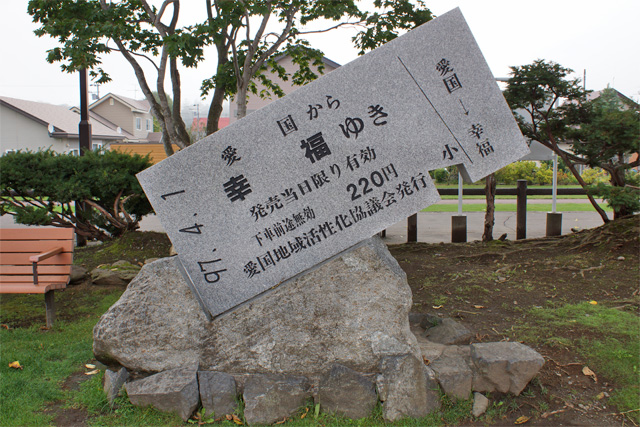 愛国から
幸福ゆき
発売当日限り有効
220円
下車前途無効
愛国地域活性化協議会発行
-4.-1
愛国→幸福
小